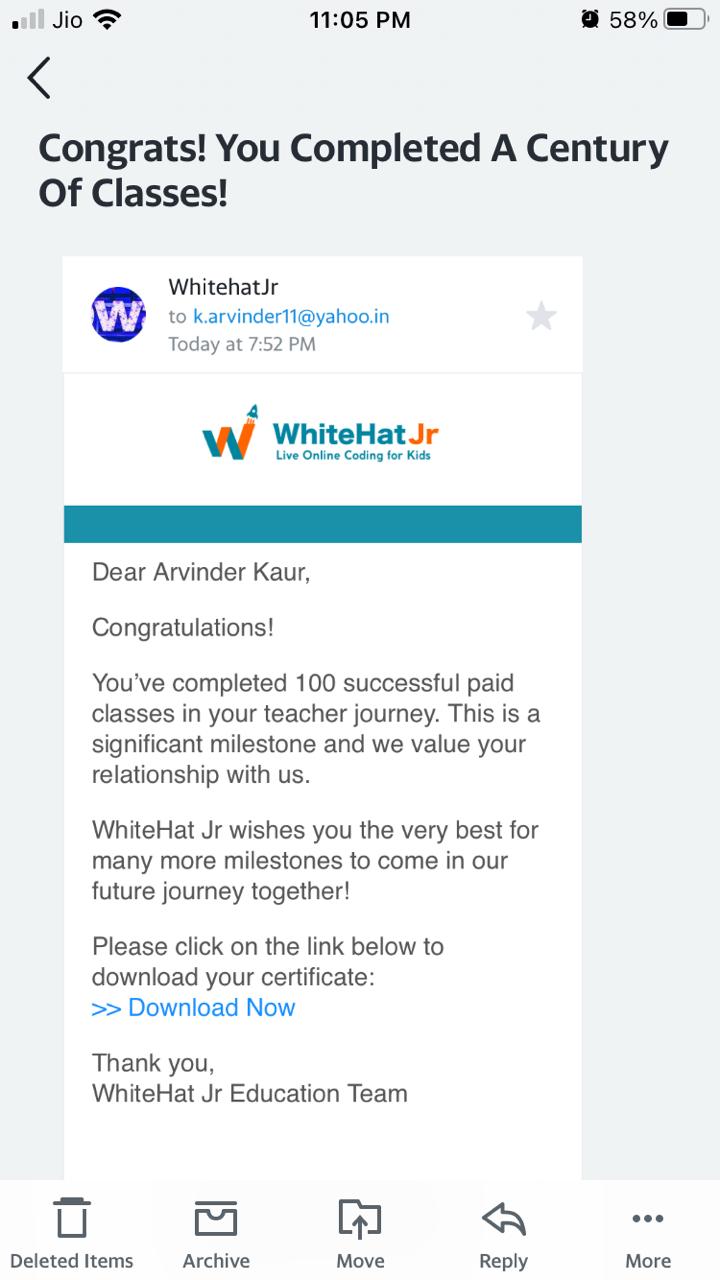 Jio 11:05 PM 58%
Congrats! You Completed A Century
Of Classes!
W
WhitehatJr
to k.arvinder11@yahoo.in
Today at 7:52 PM
W WhiteHat Jr
Live Online Coding for Kids
Dear Arvinder Kaur,
Congratulations!
You’ve completed 100 successful paid
classes in your teacher journey. This is a
significant milestone and we value your
relationship with us.
WhiteHat Jr wishes you the very best for
many more milestones to come in our
future journey together!
Please click on the link below to
download your certificate:
>> Download Now
Thank you,
WhiteHat Jr Education Team
Deleted Items Archive Move Reply More